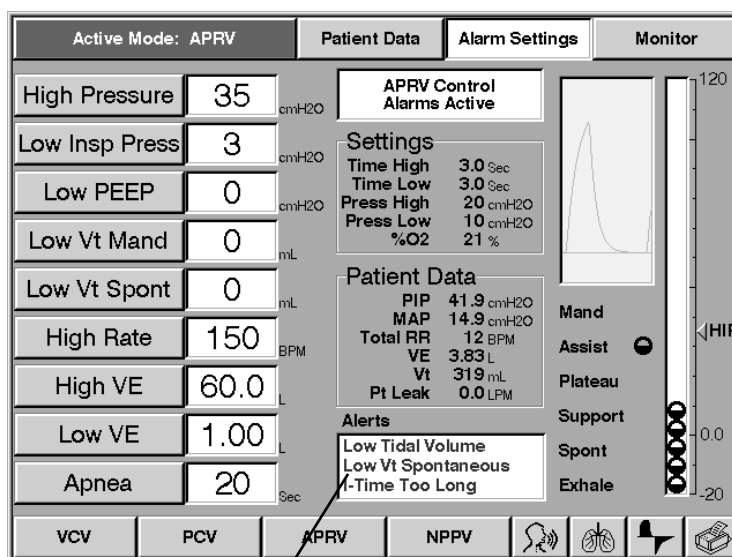 Active Mode: APRV
Patient Data
Alarm Settings
Monitor
High Pressure 35 cmH2O
Low Insp Press 3 cmH2O
Low PEEP 0 cmH2O
Low Vt Mand 0 mL
Low Vt Spont 0 mL
High Rate 150 BPM
High VE 60.0 L
Low VE 1.00 L
Apnea 20 Sec
APRV Control
Alarms Active
Settings
Time High 3.0 Sec
Time Low 3.0 Sec
Press High 20 cmH2O
Press Low 10 cmH2O
%O2 21 %
Patient Data
PIP 41.9 cmH2O
MAP 14.9 cmH2O
Total RR 12 BPM
VE 3.83 L
Vt 319 mL
Pt Leak 0.0 LPM
Alerts
Low Tidal Volume
Low Vt Spontaneous
I-Time Too Long
Mand
Assist
Plateau
Support
Spont
Exhale
120
HIP
0.0
-20
VCV
PCV
APRV
NPPV